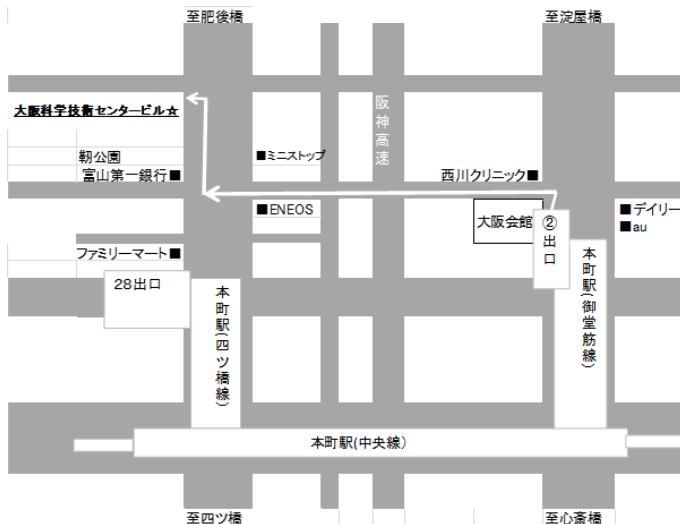 至肥後橋
至淀屋橋
大阪科学技術センタービル☆
阪神高速
靭公園
■ミニストップ
富山第一銀行■
西川クリニック■
■ENEOS
大阪会館
②出口
■デイリー
■au
ファミリーマート■
28出口
本町駅(四ツ橋線)
本町駅(御堂筋線)
本町駅(中央線)
至四ツ橋
至心斎橋